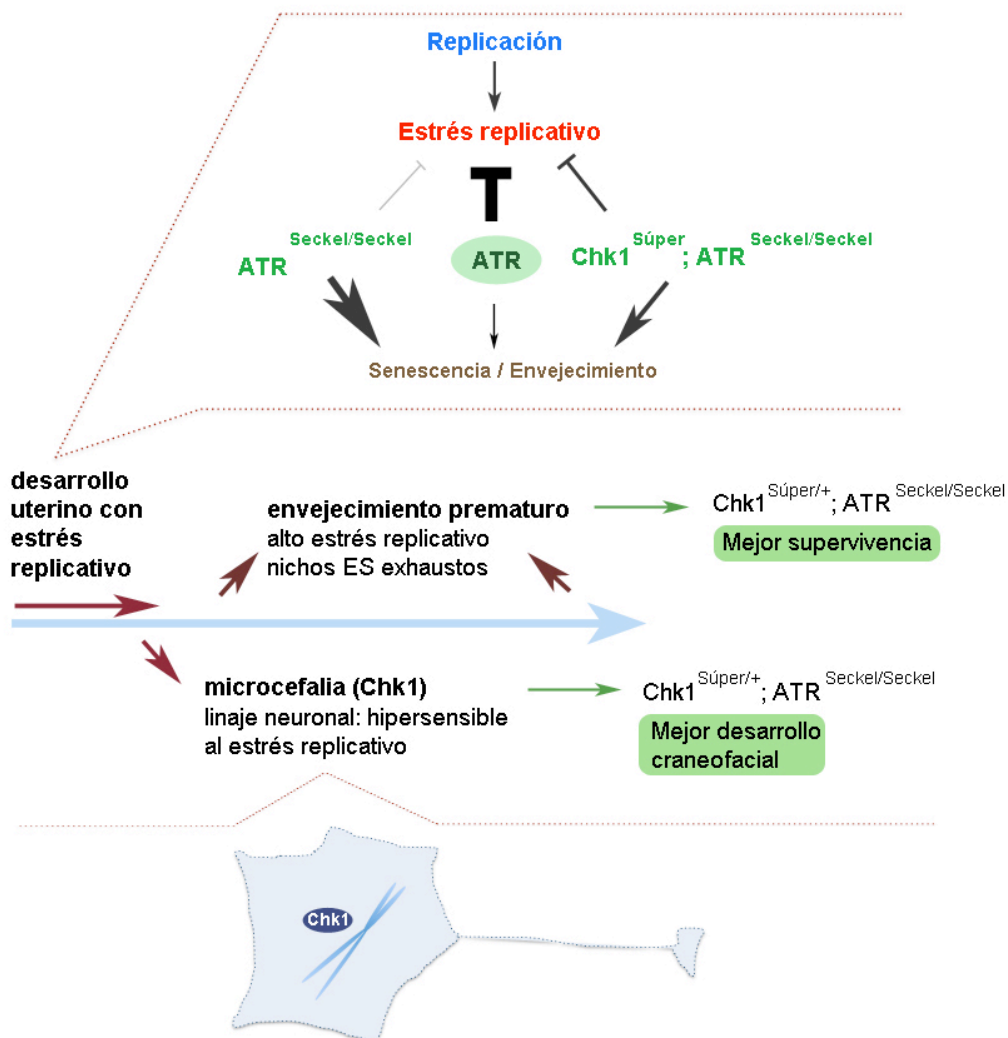 Replicación
Estrés replicativo
ATR Seckel/Seckel
ATR
Chk1 Súper ; ATR Seckel/Seckel
Senescencia / Envejecimiento
desarrollo
uterino con
estrés
replicativo
envejecimiento prematuro
alto estrés replicativo
nichos ES exhaustos
Chk1 Súper/+ ; ATR Seckel/Seckel
Mejor supervivencia
microcefalia (Chk1)
linaje neuronal: hipersensible
al estrés replicativo
Chk1 Súper/+ ; ATR Seckel/Seckel
Mejor desarrollo
craneofacial
Chk1